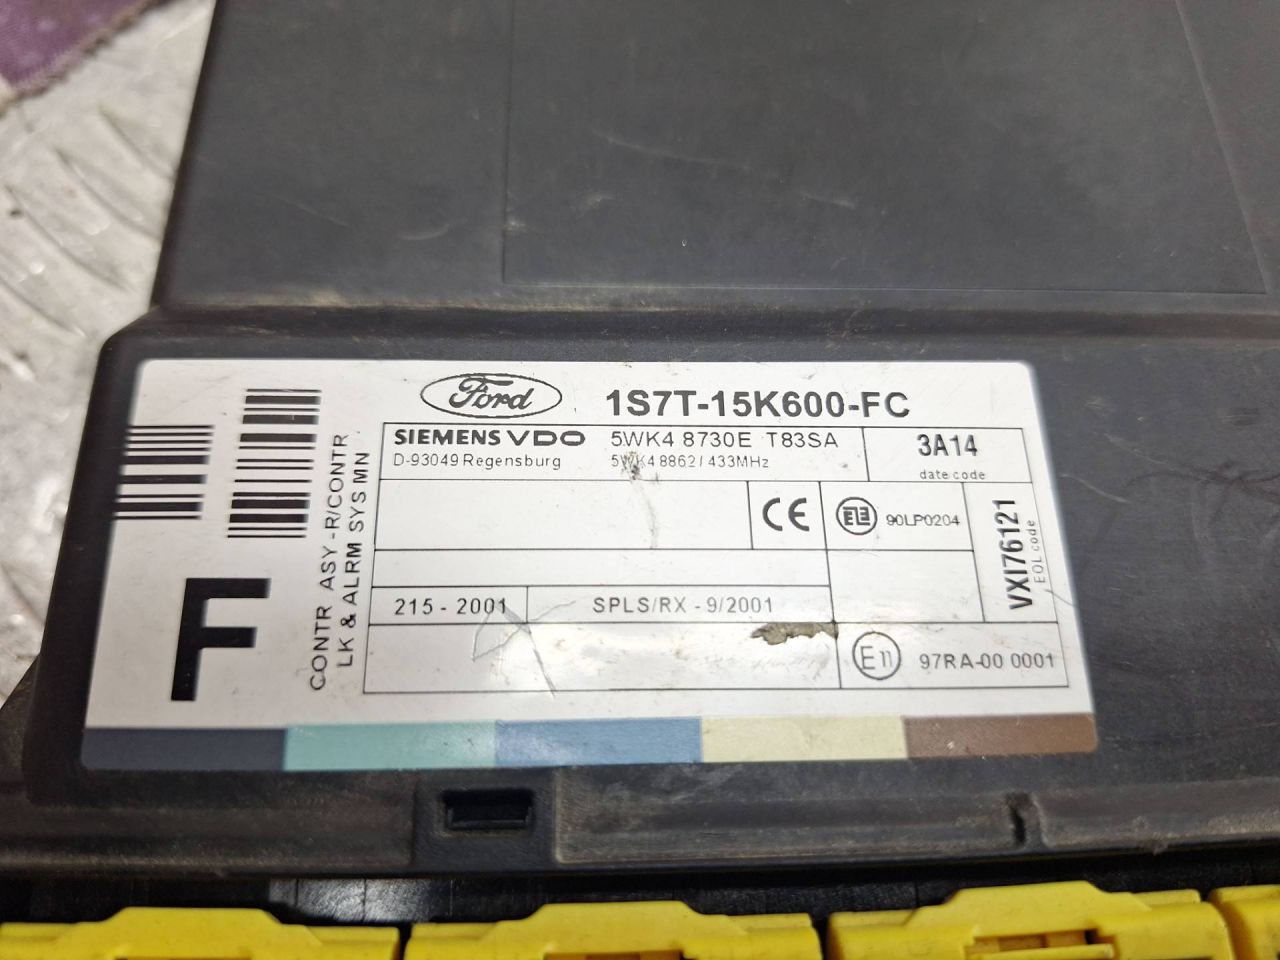 Ford
1S7T-15K600-FC
SIEMENS VDO
5WK4 8730E T83SA
3A14
D-93049 Regensburg
5WK4 8862 / 433MHz
date code
CE
90LP0204
VXI76121
EOL code
215 - 2001
SPLS/RX - 9/2001
E 11
97RA-00 0001
CONTR ASY - R/CONTR
LK & ALRM SYS MN
F